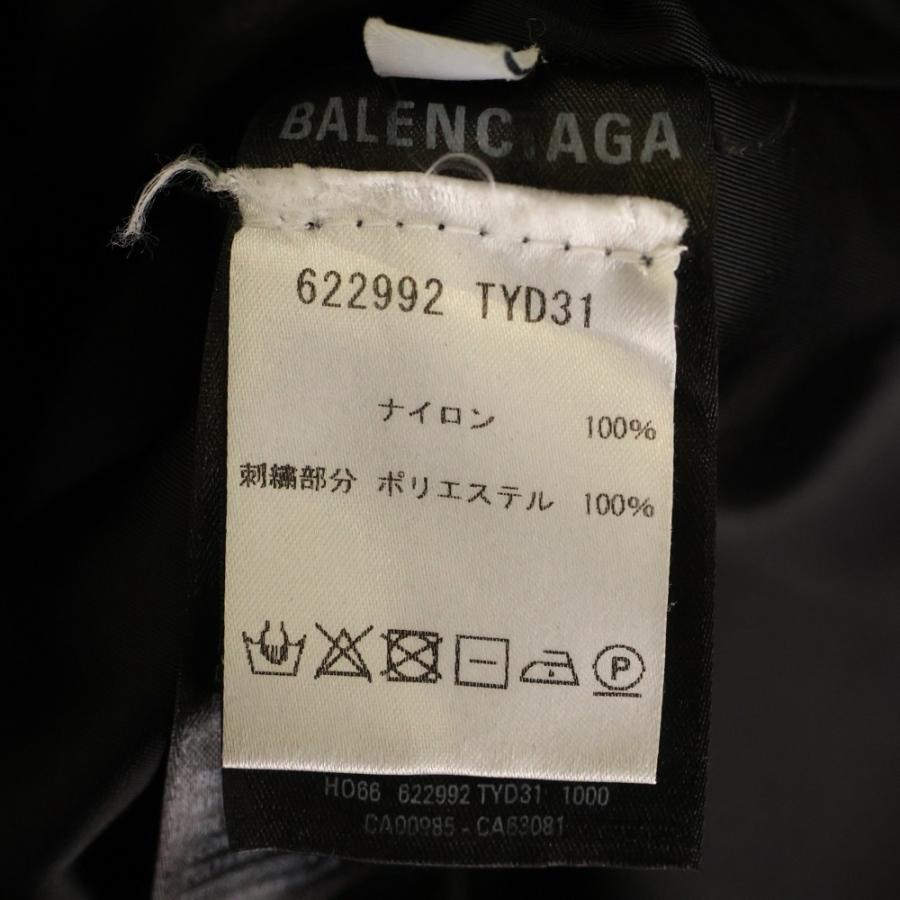 BALENCIAGA
622992 TYD31
ナイロン 100%
刺繍部分 ポリエステル 100%
P
HO66 622992 TYD31 1000
CA00985 - CA63081